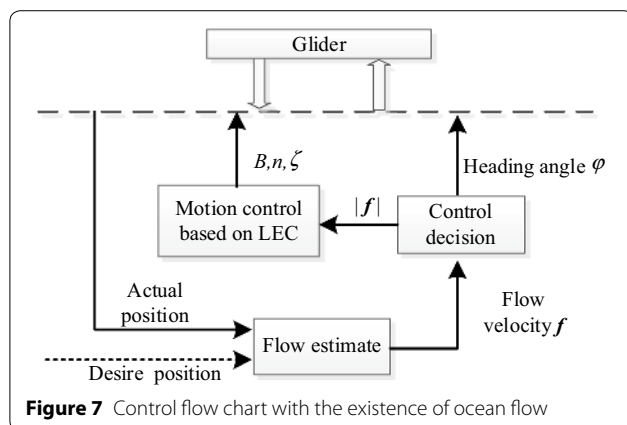 Glider
B,n,ζ
Heading angle φ
Motion control
based on LEC
|f|
Control
decision
Actual
position
Flow
velocity f
Flow estimate
Desire position
Figure 7 Control flow chart with the existence of ocean flow